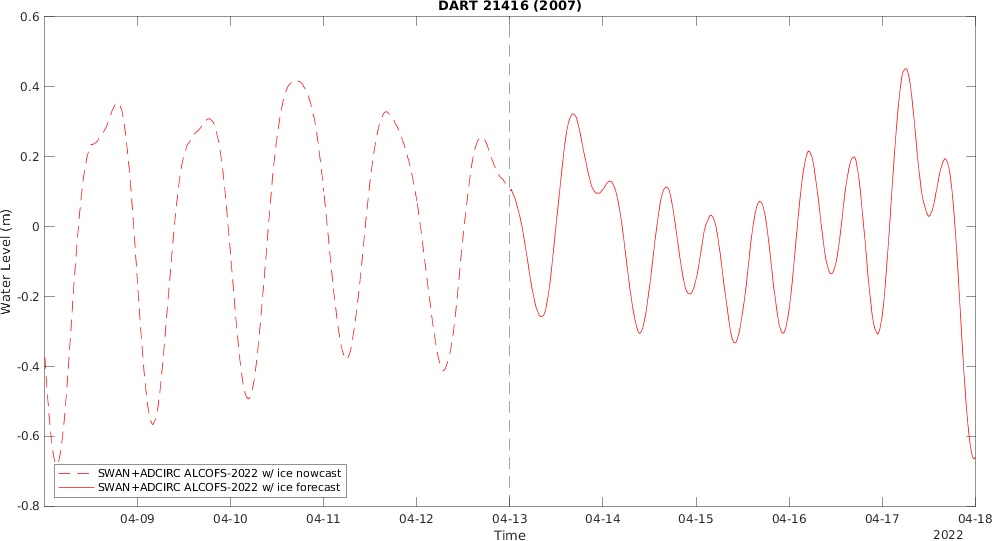 DART 21416 (2007)
0.6
0.4
0.2
0
-0.2
-0.4
-0.6
-0.8
Water Level (m)
SWAN+ADCIRC ALCOFS-2022 w/ ice nowcast
SWAN+ADCIRC ALCOFS-2022 w/ ice forecast
04-09 04-10 04-11 04-12 04-13 04-14 04-15 04-16 04-17 04-18
Time
2022